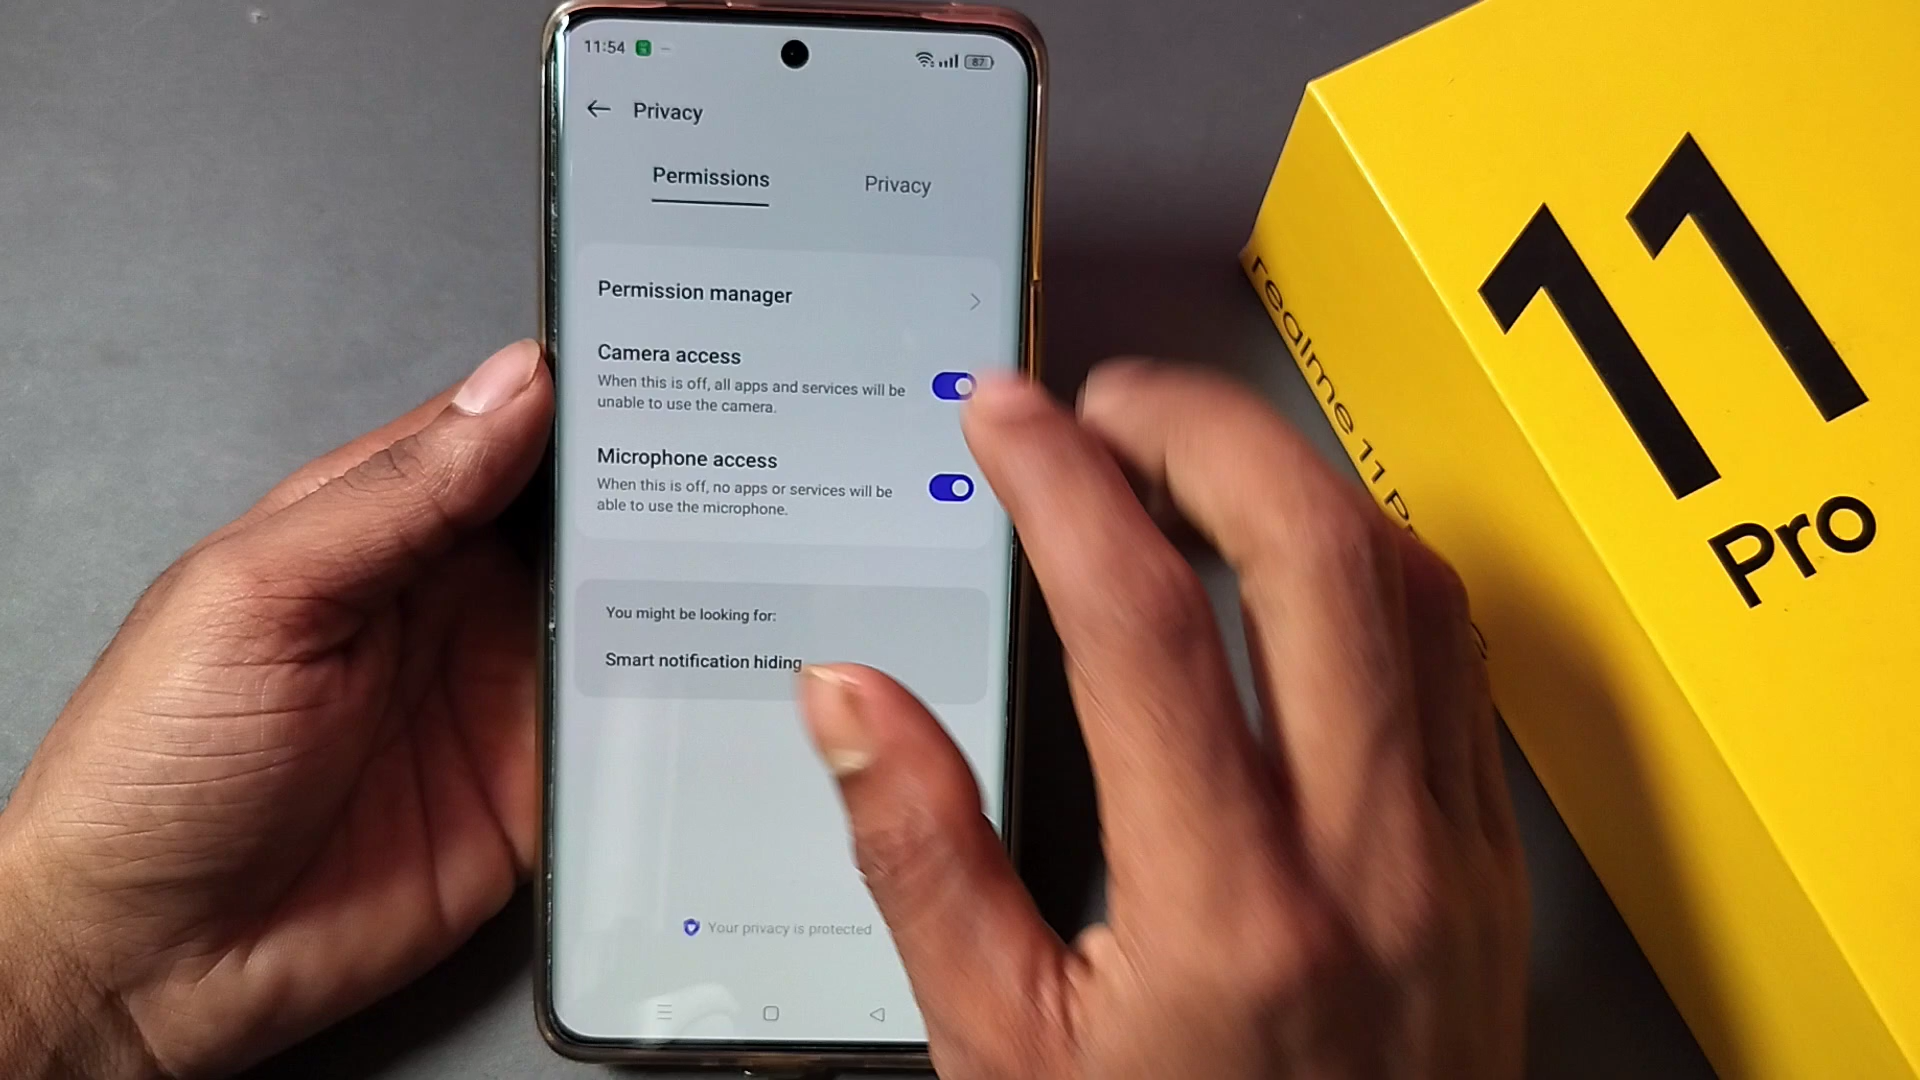 11:54
87
Privacy
Permissions
Privacy
Permission manager
Camera access
When this is off, all apps and services will be
unable to use the camera.
Microphone access
When this is off, no apps or services will be
able to use the microphone.
You might be looking for:
Smart notification hiding
Your privacy is protected
11
Pro
realme 11 Pro